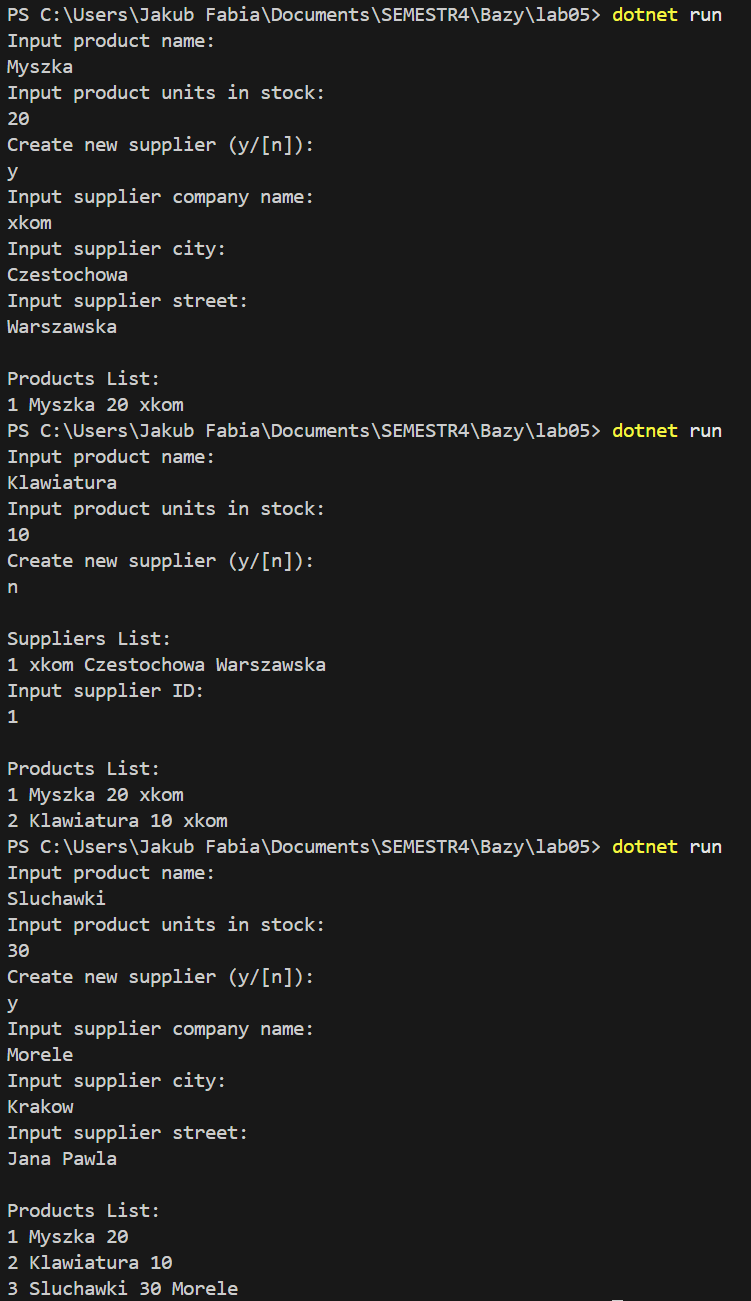 PS C:\Users\Jakub Fabia\Documents\SEMESTR4\Bazy\lab05> dotnet run
Input product name:
Myszka
Input product units in stock:
20
Create new supplier (y/[n]):
y
Input supplier company name:
xkom
Input supplier city:
Czestochowa
Input supplier street:
Warszawska
Products List:
1 Myszka 20 xkom
PS C:\Users\Jakub Fabia\Documents\SEMESTR4\Bazy\lab05> dotnet run
Input product name:
Klawiatura
Input product units in stock:
10
Create new supplier (y/[n]):
n
Suppliers List:
1 xkom Czestochowa Warszawska
Input supplier ID:
1
Products List:
1 Myszka 20 xkom
2 Klawiatura 10 xkom
PS C:\Users\Jakub Fabia\Documents\SEMESTR4\Bazy\lab05> dotnet run
Input product name:
Sluchawki
Input product units in stock:
30
Create new supplier (y/[n]):
y
Input supplier company name:
Morele
Input supplier city:
Krakow
Input supplier street:
Jana Pawla
Products List:
1 Myszka 20
2 Klawiatura 10
3 Sluchawki 30 Morele